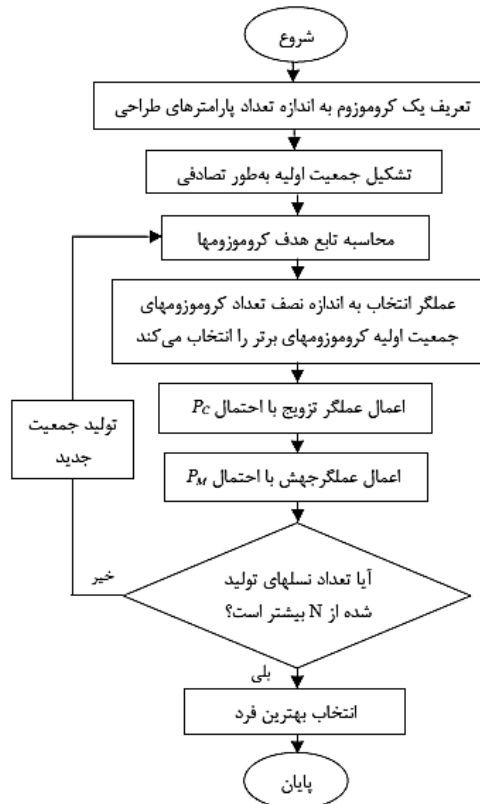 شروع
تعریف یک کروموزوم به اندازه تعداد پارامترهای طراحی
تشکیل جمعیت اولیه به‌طور تصادفی
محاسبه تابع هدف کروموزومها
عملگر انتخاب به اندازه نصف تعداد کروموزومهای
جمعیت اولیه کروموزومهای برتر را انتخاب می‌کند
اعمال عملگر تزویج با احتمال PC
اعمال عملگرجهش با احتمال PM
آیا تعداد نسلهای تولید
شده از N بیشتر است؟
خیر
تولید جمعیت
جدید
بلی
انتخاب بهترین فرد
پایان